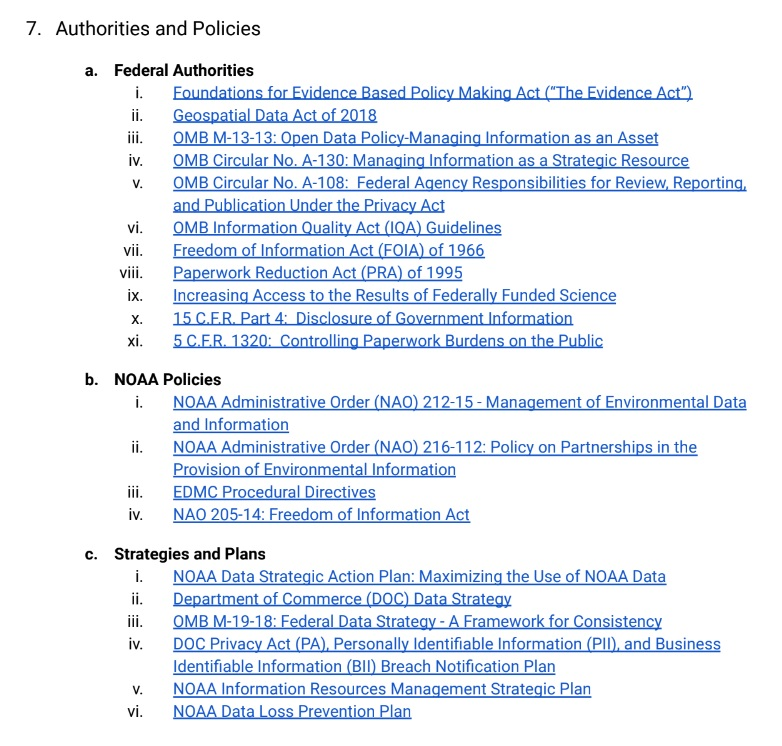 7. Authorities and Policies
a. Federal Authorities
i. Foundations for Evidence Based Policy Making Act (“The Evidence Act”)
ii. Geospatial Data Act of 2018
iii. OMB M-13-13: Open Data Policy-Managing Information as an Asset
iv. OMB Circular No. A-130: Managing Information as a Strategic Resource
v. OMB Circular No. A-108: Federal Agency Responsibilities for Review, Reporting,
and Publication Under the Privacy Act
vi. OMB Information Quality Act (IQA) Guidelines
vii. Freedom of Information Act (FOIA) of 1966
viii. Paperwork Reduction Act (PRA) of 1995
ix. Increasing Access to the Results of Federally Funded Science
x. 15 C.F.R. Part 4: Disclosure of Government Information
xi. 5 C.F.R. 1320: Controlling Paperwork Burdens on the Public
b. NOAA Policies
i. NOAA Administrative Order (NAO) 212-15 - Management of Environmental Data
and Information
ii. NOAA Administrative Order (NAO) 216-112: Policy on Partnerships in the
Provision of Environmental Information
iii. EDMC Procedural Directives
iv. NAO 205-14: Freedom of Information Act
c. Strategies and Plans
i. NOAA Data Strategic Action Plan: Maximizing the Use of NOAA Data
ii. Department of Commerce (DOC) Data Strategy
iii. OMB M-19-18: Federal Data Strategy - A Framework for Consistency
iv. DOC Privacy Act (PA), Personally Identifiable Information (PII), and Business
Identifiable Information (BII) Breach Notification Plan
v. NOAA Information Resources Management Strategic Plan
vi. NOAA Data Loss Prevention Plan